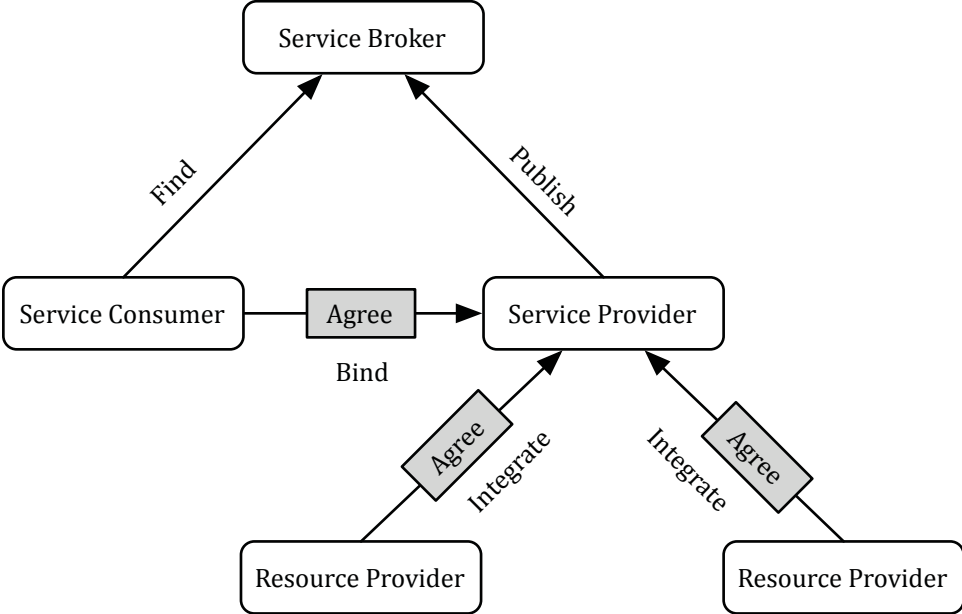 Service Broker
Find
Publish
Service Consumer
Agree
Service Provider
Bind
Agree
Integrate
Integrate
Agree
Resource Provider
Resource Provider